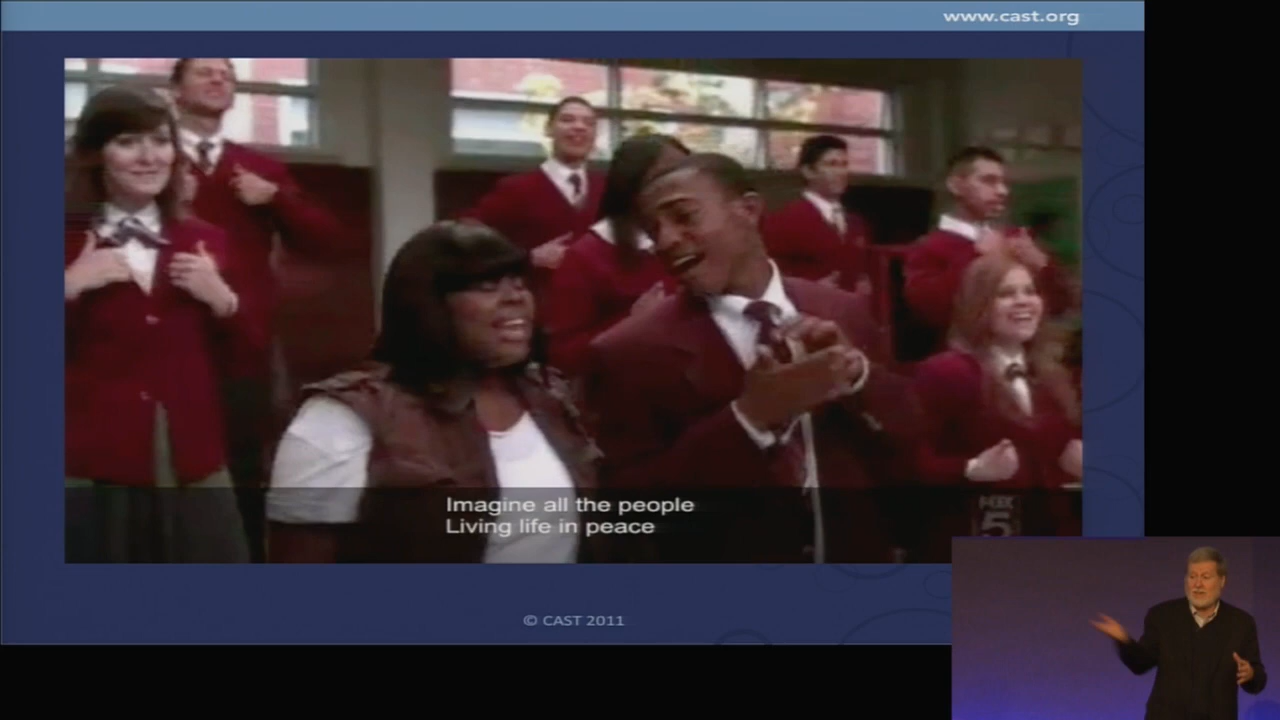 www.cast.org
Imagine all the people
Living life in peace
FOX
5
© CAST 2011